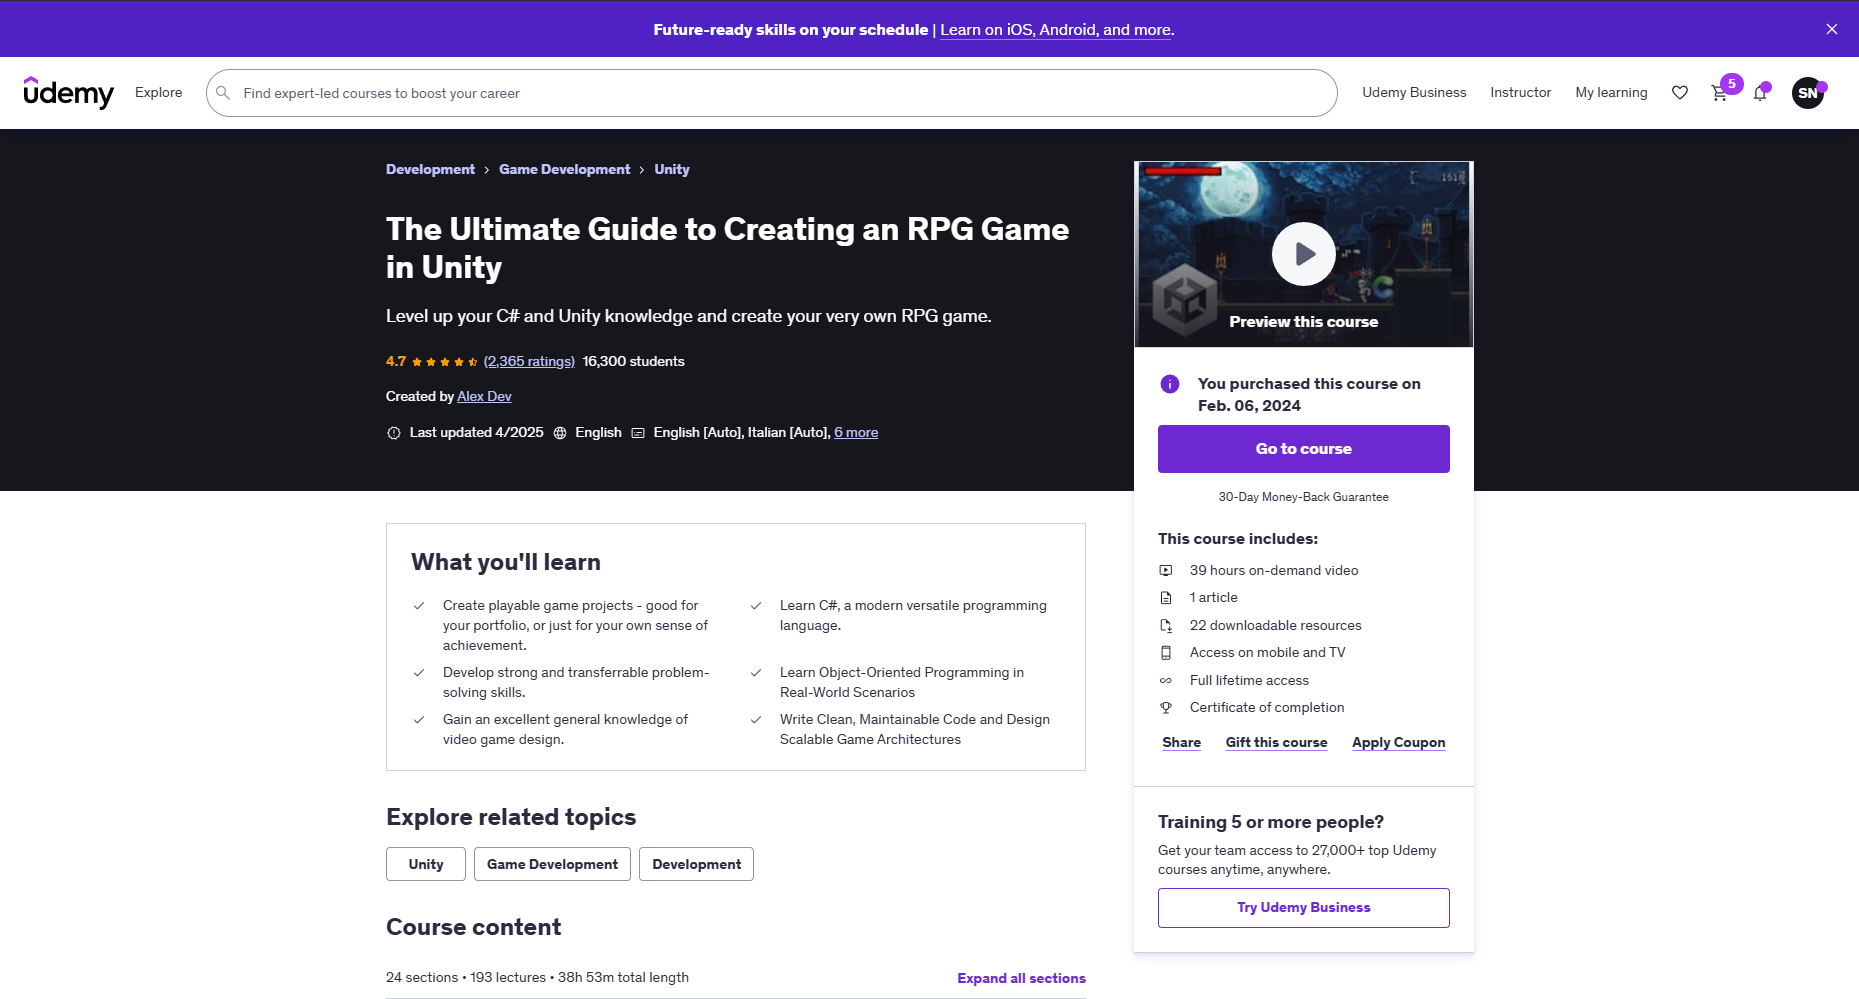 Future-ready skills on your schedule | Learn on iOS, Android, and more.
udemy
Explore
Find expert-led courses to boost your career
Udemy Business
Instructor
My learning
5
SN
Development > Game Development > Unity
The Ultimate Guide to Creating an RPG Game
in Unity
Level up your C# and Unity knowledge and create your very own RPG game.
4.7 (2,365 ratings) 16,300 students
Created by Alex Dev
Last updated 4/2025 English English [Auto], Italian [Auto], 6 more
Preview this course
You purchased this course on
Feb. 06, 2024
Go to course
30-Day Money-Back Guarantee
This course includes:
39 hours on-demand video
1 article
22 downloadable resources
Access on mobile and TV
Full lifetime access
Certificate of completion
Share Gift this course Apply Coupon
Training 5 or more people?
Get your team access to 27,000+ top Udemy
courses anytime, anywhere.
Try Udemy Business
What you'll learn
Create playable game projects - good for
your portfolio, or just for your own sense of
achievement.
Learn C#, a modern versatile programming
language.
Develop strong and transferrable problem-
solving skills.
Learn Object-Oriented Programming in
Real-World Scenarios
Gain an excellent general knowledge of
video game design.
Write Clean, Maintainable Code and Design
Scalable Game Architectures
Explore related topics
Unity
Game Development
Development
Course content
24 sections • 193 lectures • 38h 53m total length
Expand all sections